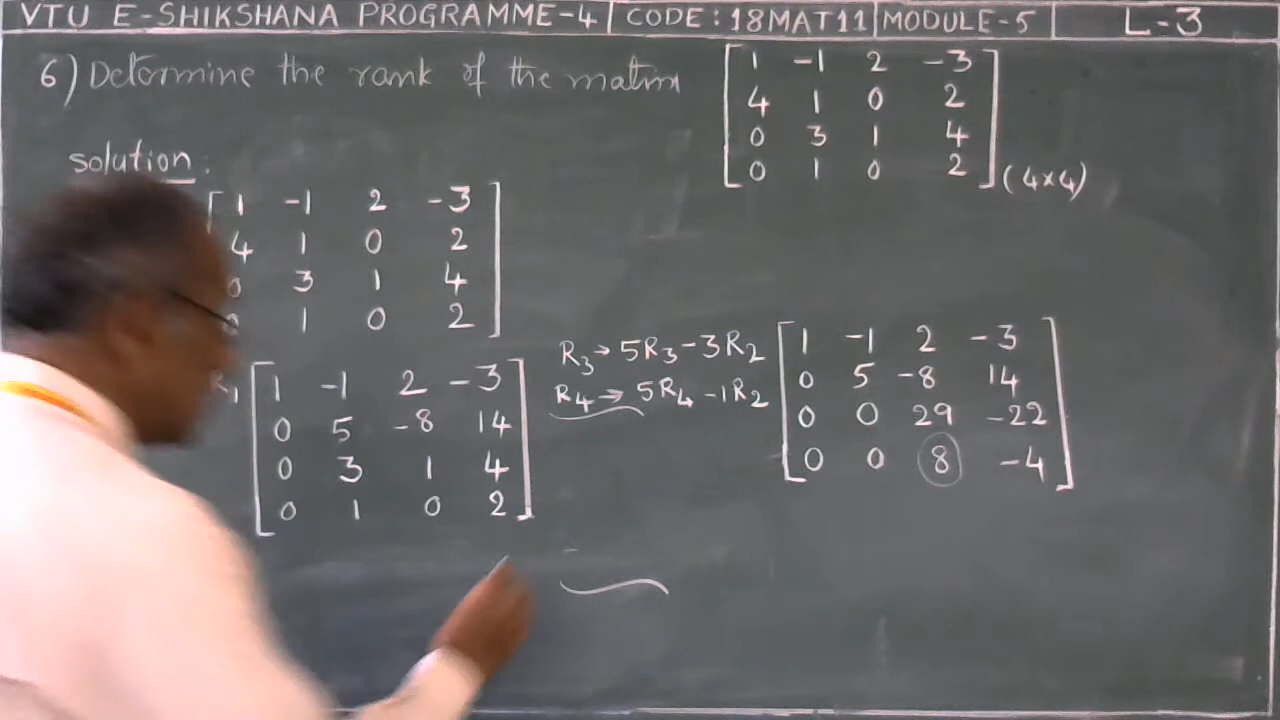 VTU E-SHIKSHANA PROGRAMME-4 CODE: 18MAT11 MODULE-5 L-3
6) Determine the rank of the matrix
1 -1 2 -3
4 1 0 2
0 3 1 4
0 1 0 2 (4×4)
Solution:
1 -1 2 -3
4 1 0 2
0 3 1 4
0 1 0 2
R1
1 -1 2 -3
0 5 -8 14
0 3 1 4
0 1 0 2
R3→5R3-3R2
R4→5R4-1R2
1 -1 2 -3
0 5 -8 14
0 0 29 -22
0 0 8 -4